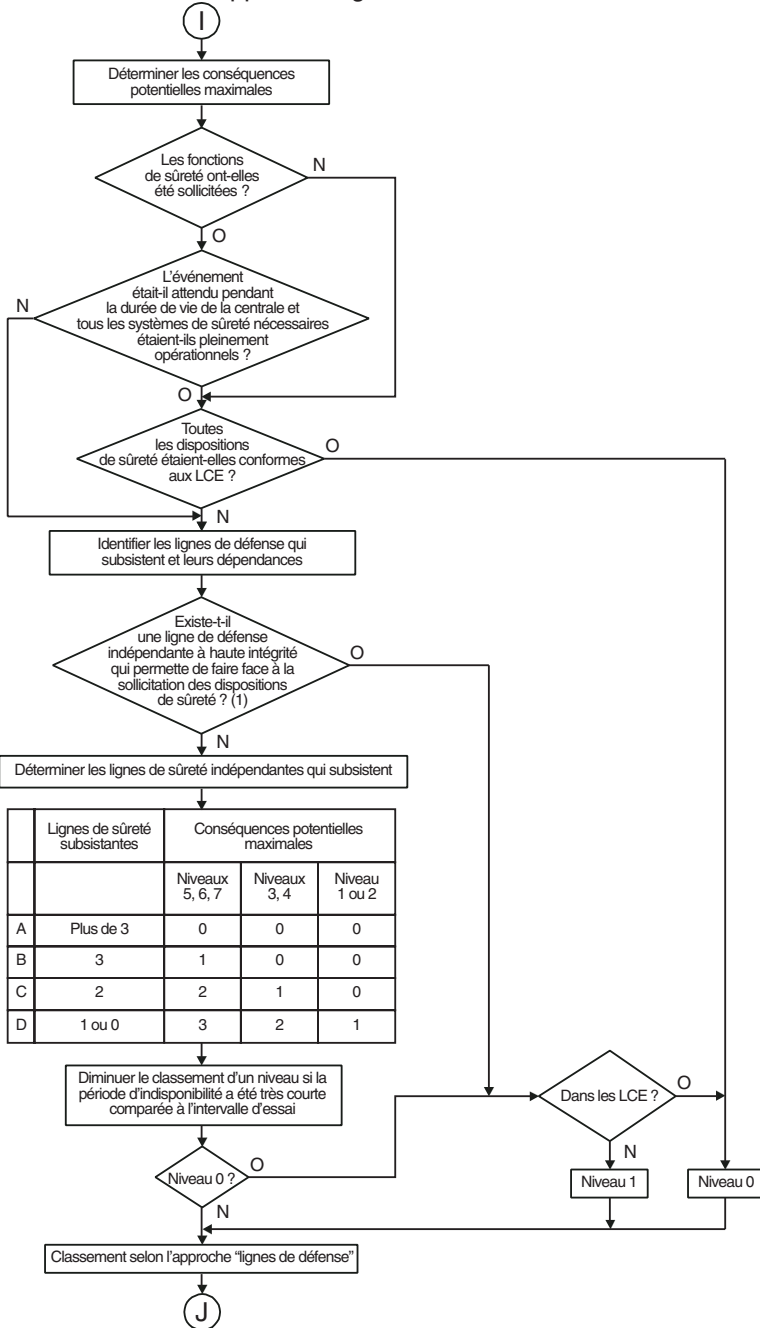 I
Déterminer les conséquences
potentielles maximales
Les fonctions
de sûreté ont-elles
été sollicitées ?
N
O
L'événement
était-il attendu pendant
la durée de vie de la centrale et
tous les systèmes de sûreté nécessaires
étaient-ils pleinement
opérationnels ?
N
O
Toutes
les dispositions
de sûreté étaient-elles conformes
aux LCE ?
O
N
Identifier les lignes de défense qui
subsistent et leurs dépendances
Existe-t-il
une ligne de défense
indépendante à haute intégrité
qui permette de faire face à la
sollicitation des dispositions
de sûreté ? (1)
O
N
Déterminer les lignes de sûreté indépendantes qui subsistent
Lignes de sûreté
subsistantes
Conséquences potentielles
maximales
Niveaux
5, 6, 7
Niveaux
3, 4
Niveau
1 ou 2
A Plus de 3 0 0 0
B 3 1 0 0
C 2 2 1 0
D 1 ou 0 3 2 1
Diminuer le classement d'un niveau si la
période d'indisponibilité a été très courte
comparée à l'intervalle d'essai
Dans les LCE ?
O
N
Niveau 0 ?
O
N
Niveau 1
Niveau 0
Classement selon l'approche "lignes de défense"
J